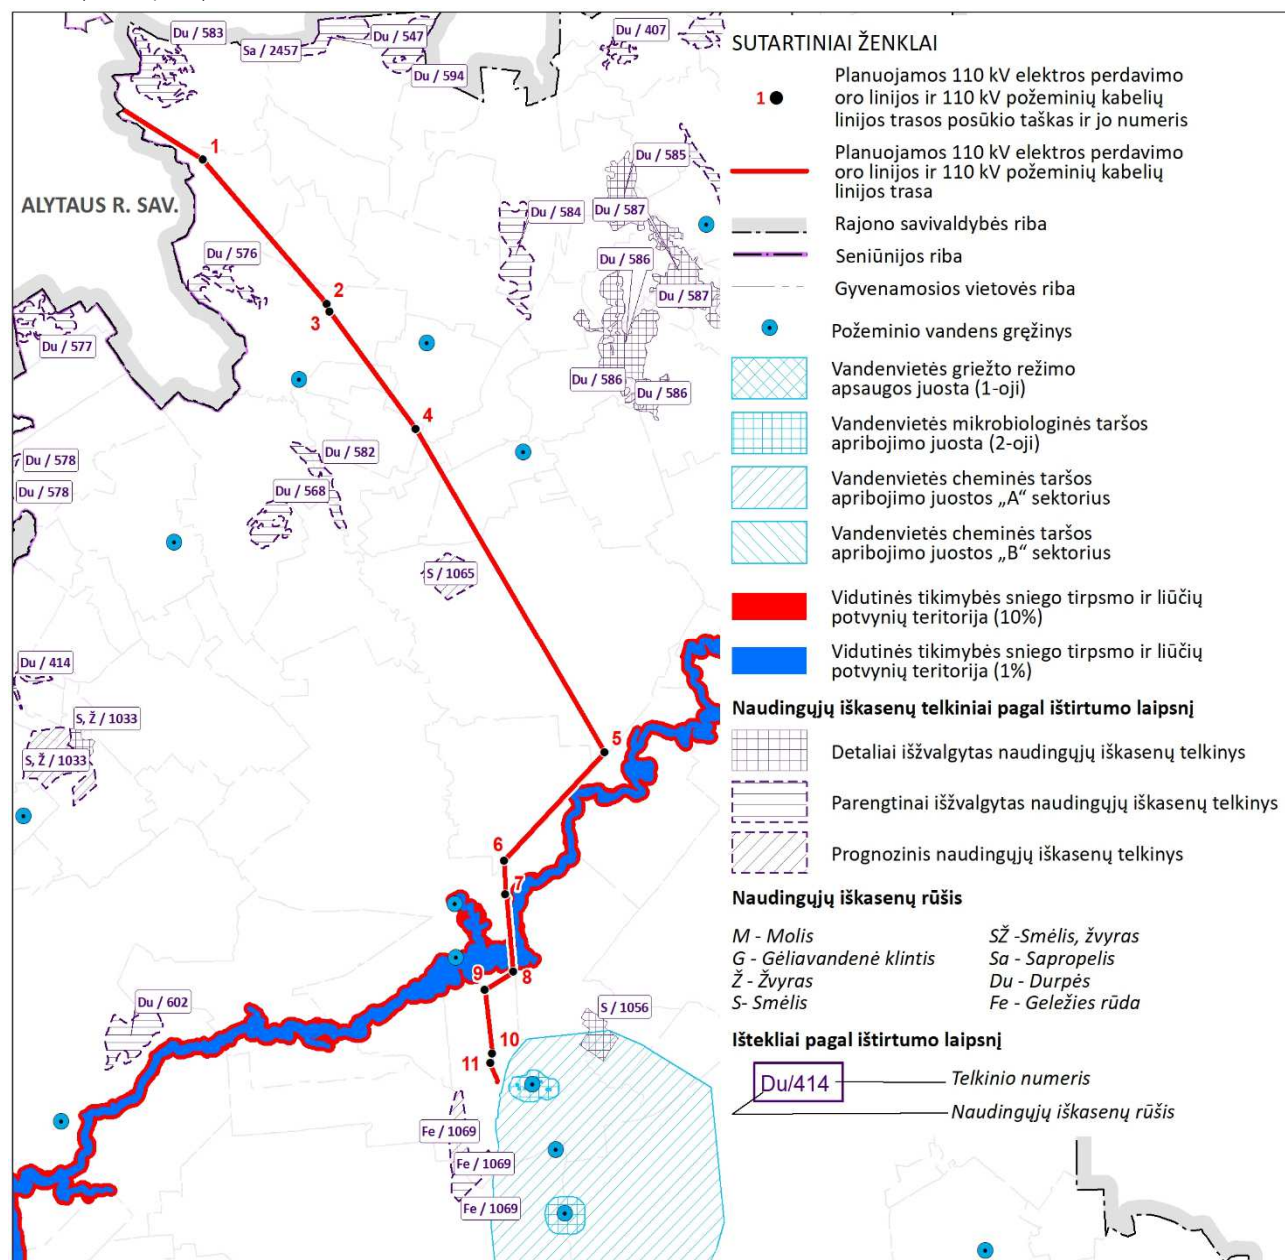 Du / 583
Sa / 2457
Du / 547
Du / 594
Du / 407
1
ALYTAUS R. SAV.
Du / 585
Du / 584
Du / 587
Du / 576
Du / 586
Du / 587
2
3
Du / 577
Du / 586
Du / 586
4
Du / 582
Du / 578
Du / 568
Du / 578
S / 1065
Du / 414
S, Ž / 1033
S, Ž / 1033
5
6
7
8
9
Du / 602
S / 1056
10
11
Fe / 1069
Fe / 1069
Fe / 1069
SUTARTINIAI ŽENKLAI
1
Planuojamos 110 kV elektros perdavimo
oro linijos ir 110 kV požeminių kabelių
linijos trasos posūkio taškas ir jo numeris
Planuojamos 110 kV elektros perdavimo
oro linijos ir 110 kV požeminių kabelių
linijos trasa
Rajono savivaldybės riba
Seniūnijos riba
Gyvenamosios vietovės riba
Požeminio vandens gręžinys
Vandenvietės griežto režimo
apsaugos juosta (1-oji)
Vandenvietės mikrobiologinės taršos
apribojimo juosta (2-oji)
Vandenvietės cheminės taršos
apribojimo juostos „A“ sektorius
Vandenvietės cheminės taršos
apribojimo juostos „B“ sektorius
Vidutinės tikimybės sniego tirpsmo ir liūčių
potvynių teritorija (10%)
Vidutinės tikimybės sniego tirpsmo ir liūčių
potvynių teritorija (1%)
Naudingųjų iškasenų telkiniai pagal ištirtumo laipsnį
Detaliai išžvalgytas naudingųjų iškasenų telkinys
Parengtinai išžvalgytas naudingųjų iškasenų telkinys
Prognozinis naudingųjų iškasenų telkinys
Naudingųjų iškasenų rūšis
M - Molis
G - Gėliavandenė klintis
Ž - Žvyras
S- Smėlis
SŽ -Smėlis, žvyras
Sa - Sapropelis
Du - Durpės
Fe - Geležies rūda
Ištekliai pagal ištirtumo laipsnį
Du/414
Telkinio numeris
Naudingųjų iškasenų rūšis